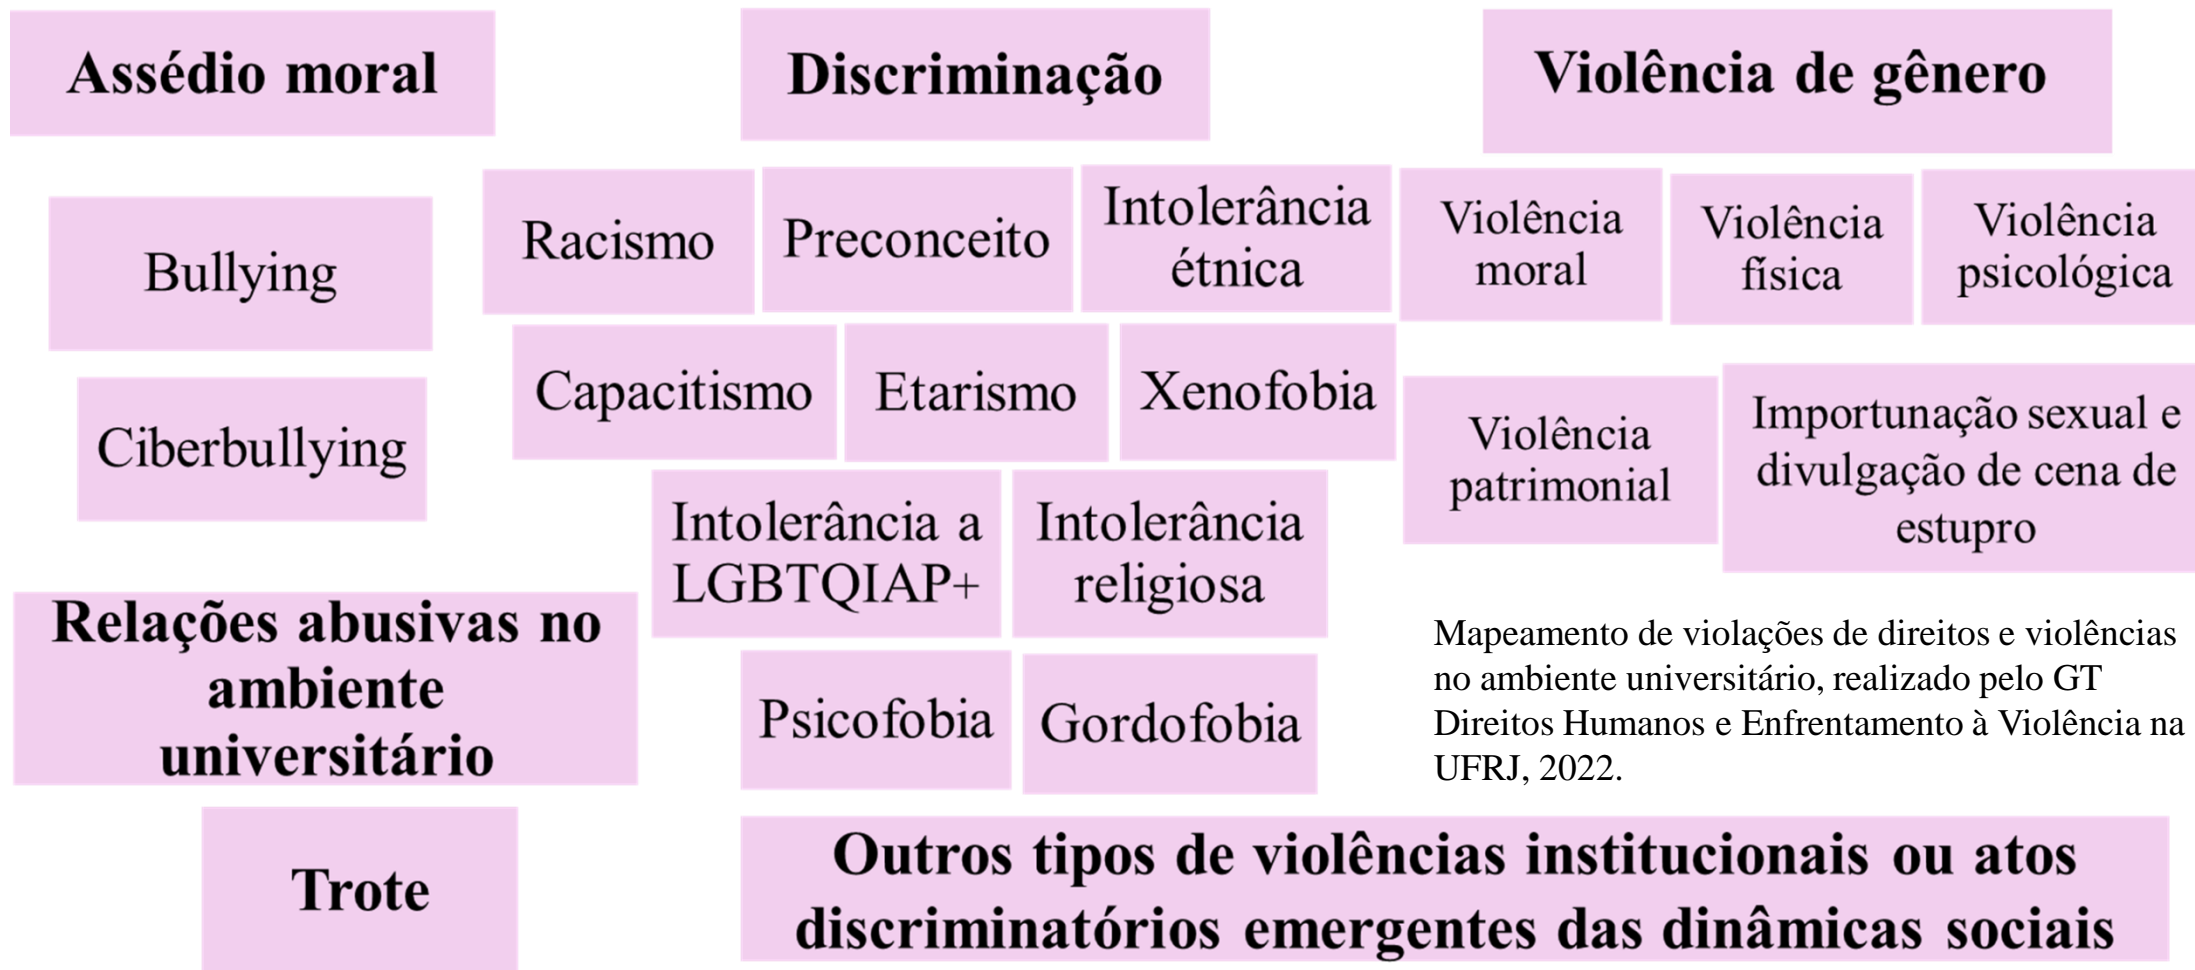 Assédio moral
Bullying
Ciberbullying
Discriminação
Racismo
Preconceito
Intolerância
étnica
Capacitismo
Etarismo
Xenofobia
Intolerância a
LGBTQIAP+
Intolerância
religiosa
Psicofobia
Gordofobia
Violência de gênero
Violência
moral
Violência
física
Violência
psicológica
Violência
patrimonial
Importunação sexual e
divulgação de cena de
estupro
Relações abusivas no
ambiente
universitário
Trote
Mapeamento de violações de direitos e violências
no ambiente universitário, realizado pelo GT
Direitos Humanos e Enfrentamento à Violência na
UFRJ, 2022.
Outros tipos de violências institucionais ou atos
discriminatórios emergentes das dinâmicas sociais